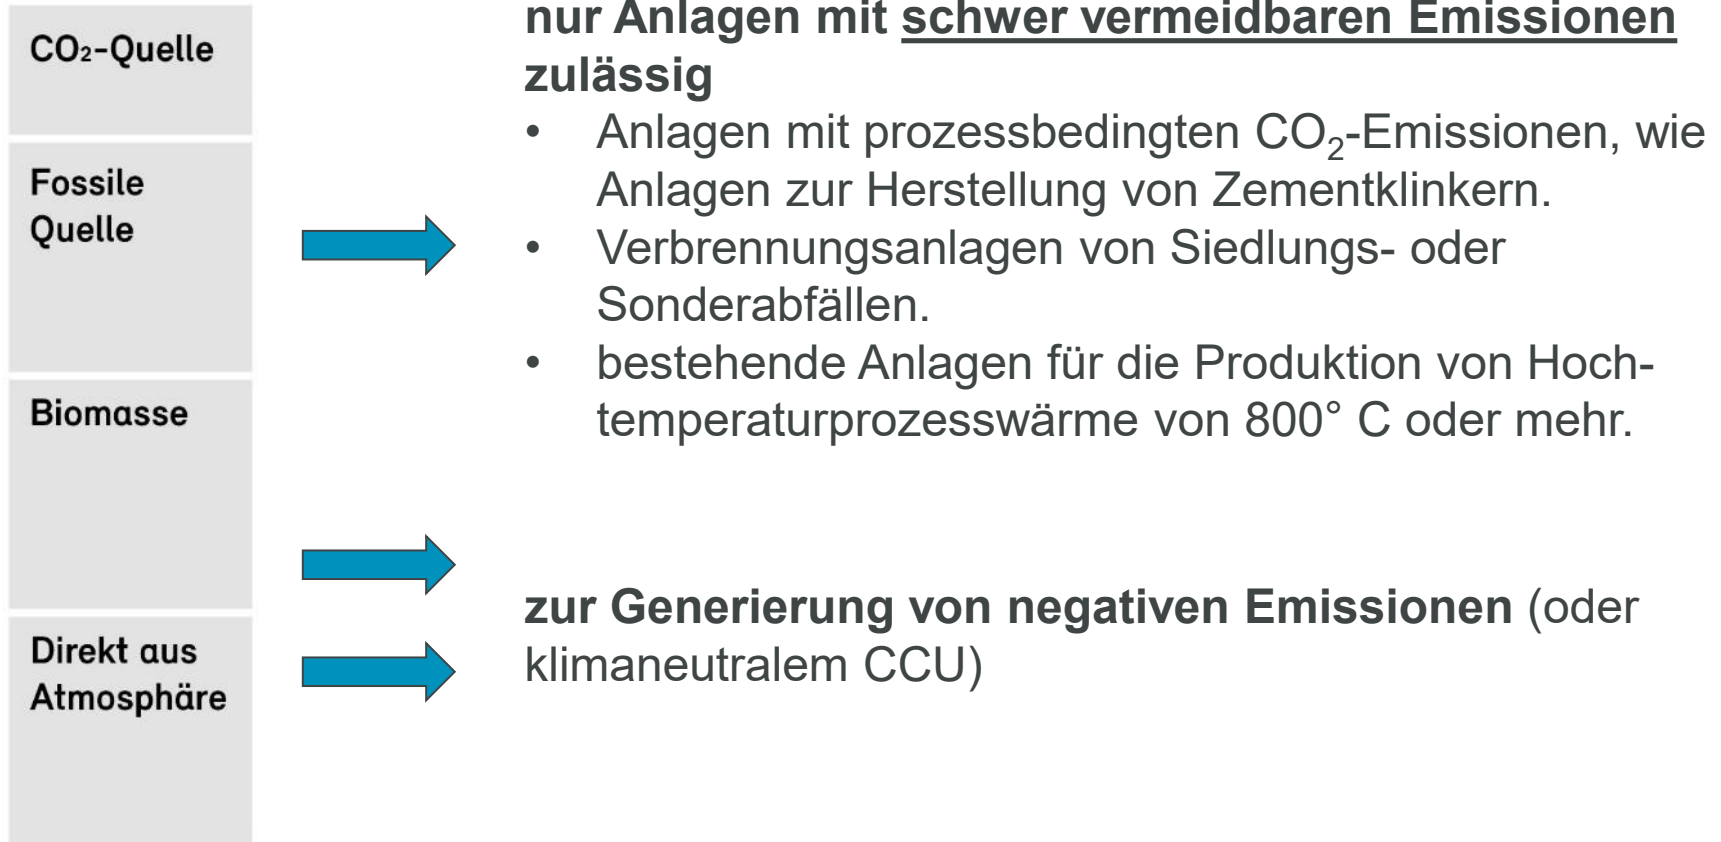 CO₂-Quelle
Fossile
Quelle
Biomasse
Direkt aus
Atmosphäre
nur Anlagen mit schwer vermeidbaren Emissionen
zulässig
• Anlagen mit prozessbedingten CO₂-Emissionen, wie
Anlagen zur Herstellung von Zementklinkern.
• Verbrennungsanlagen von Siedlungs- oder
Sonderabfällen.
• bestehende Anlagen für die Produktion von Hoch-
temperaturprozesswärme von 800° C oder mehr.
zur Generierung von negativen Emissionen (oder
klimaneutralem CCU)